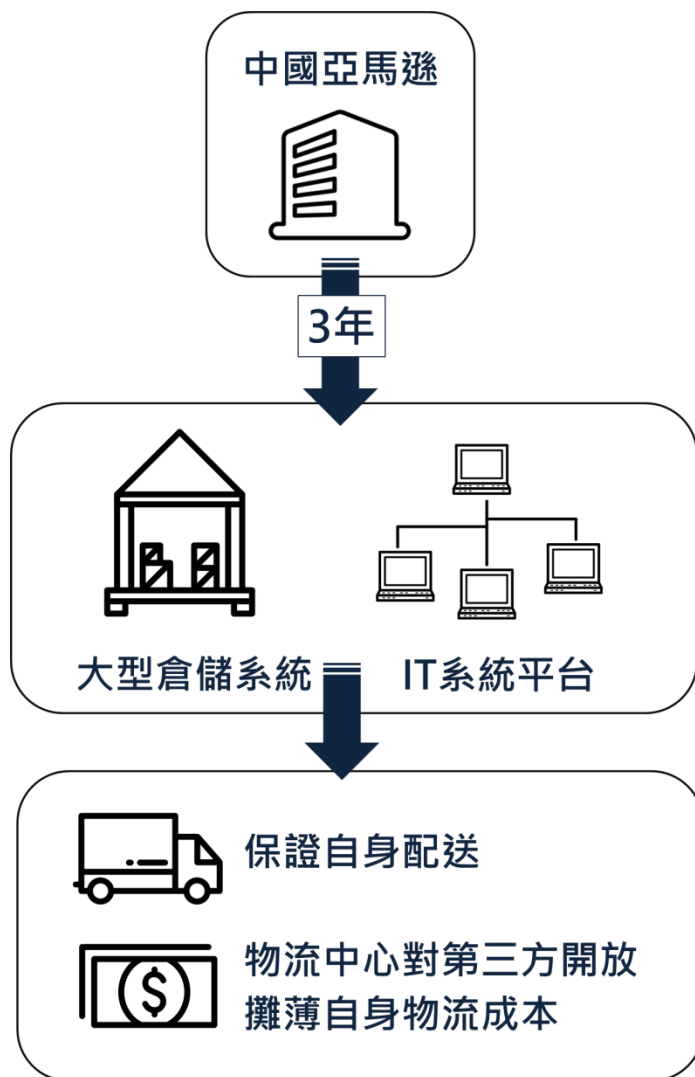 中國亞馬遜
3年
大型倉儲系統
IT系統平台
保證自身配送
物流中心對第三方開放
攤薄自身物流成本